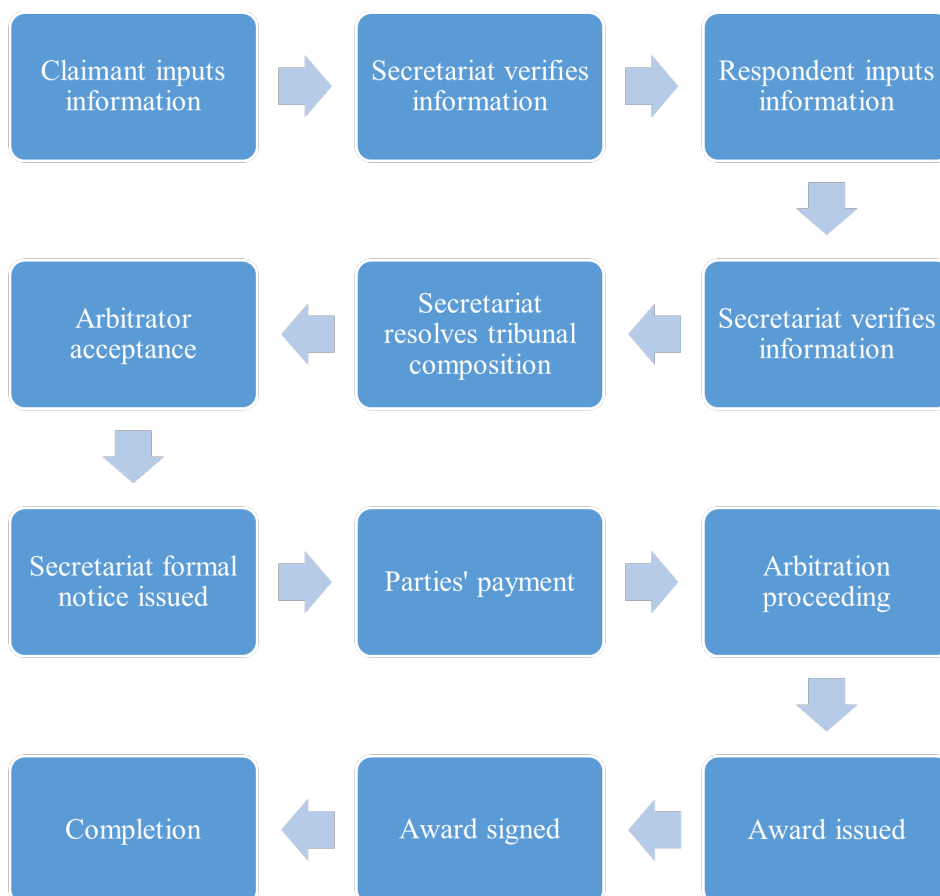 Claimant inputs
information
Secretariat verifies
information
Respondent inputs
information
Secretariat verifies
information
Secretariat
resolves tribunal
composition
Arbitrator
acceptance
Secretariat formal
notice issued
Parties' payment
Arbitration
proceeding
Award issued
Award signed
Completion